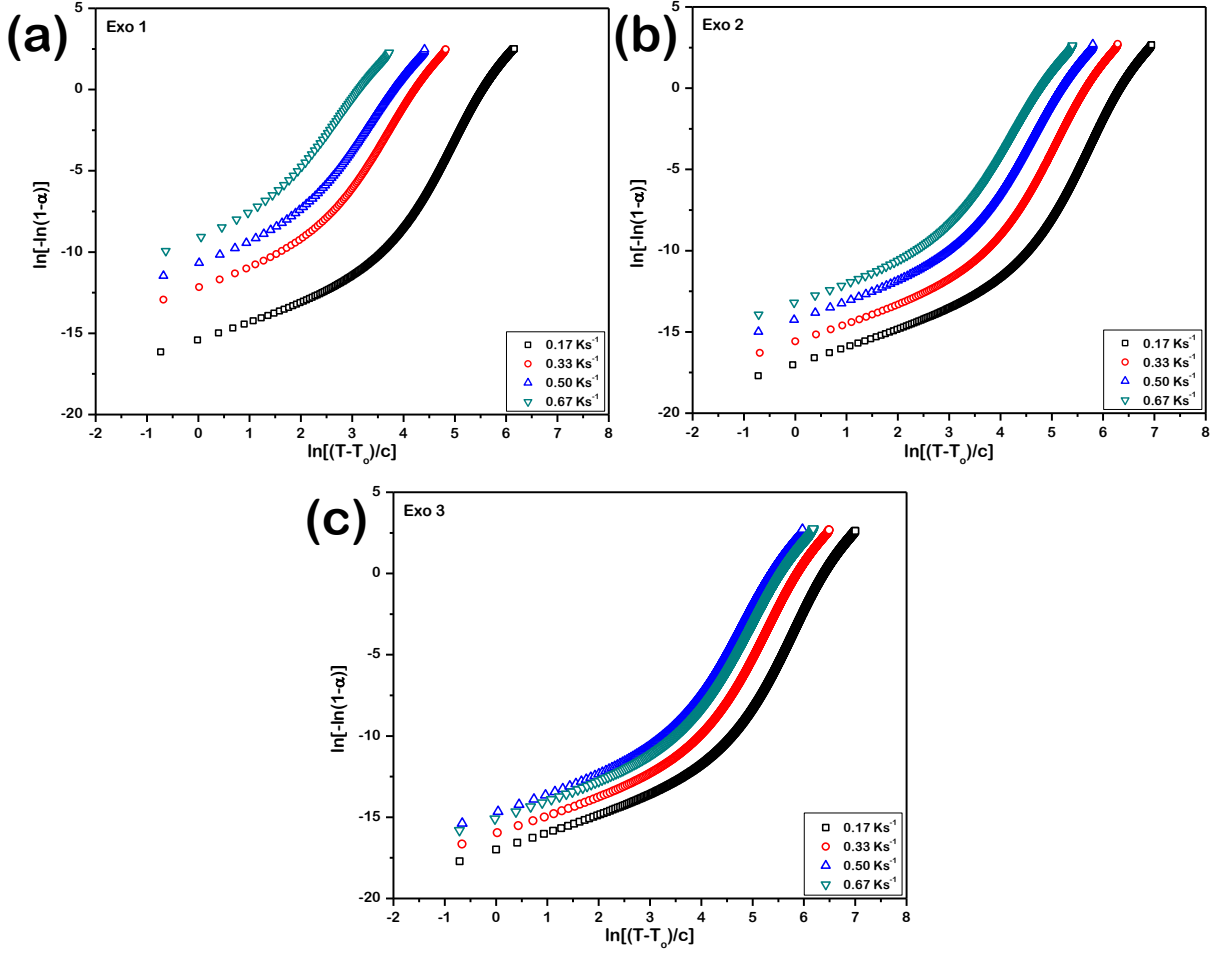 (a)
Exo 1
ln[-ln(1-α)]
5
0
-5
-10
-15
-20
-2 -1 0 1 2 3 4 5 6 7 8
ln[(T-Tₒ)/c]
0.17 Ks⁻¹
0.33 Ks⁻¹
0.50 Ks⁻¹
0.67 Ks⁻¹
(b)
Exo 2
ln[-ln(1-α)]
5
0
-5
-10
-15
-20
-2 -1 0 1 2 3 4 5 6 7 8
ln[(T-Tₒ)/c]
0.17 Ks⁻¹
0.33 Ks⁻¹
0.50 Ks⁻¹
0.67 Ks⁻¹
(c)
Exo 3
ln[-ln(1-α)]
5
0
-5
-10
-15
-20
-2 -1 0 1 2 3 4 5 6 7 8
ln[(T-Tₒ)/c]
0.17 Ks⁻¹
0.33 Ks⁻¹
0.50 Ks⁻¹
0.67 Ks⁻¹